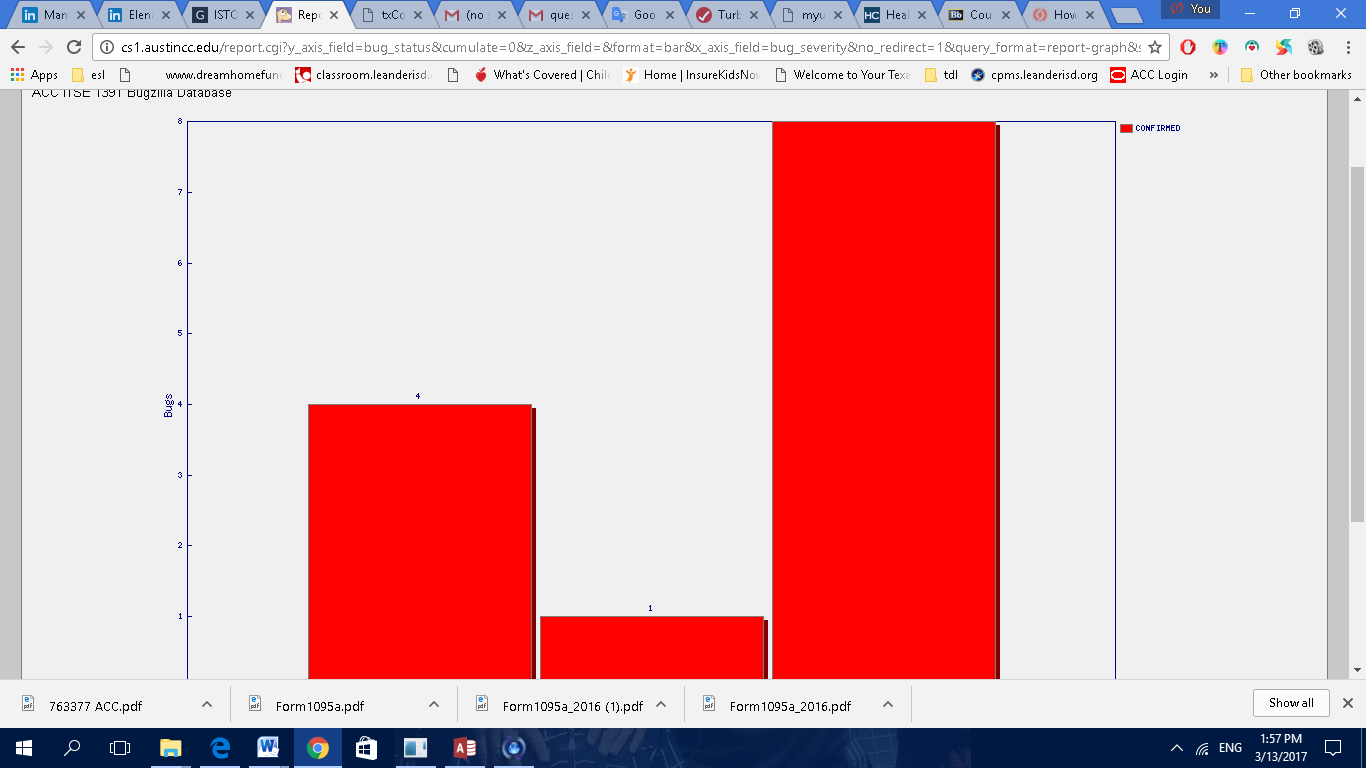 Man
Elen
ISTC
Repo
txCo
(no
ques
Goo
Turb
myu
Heal
Cou
How
You
cs1.austincc.edu/report.cgi?y_axis_field=bug_status&cumulate=0&z_axis_field=&format=bar&x_axis_field=bug_severity&no_redirect=1&query_format=report-graph&s
Apps esl www.dreamhomefun classroom.leanderisd. What's Covered | Chil Home | InsureKidsNov Welcome to Your Texa tdl cpms.leanderisd.org ACC Login » Other bookmarks
ACC ITSE 1391 Bugzilla Database
8
CONFIRMED
7
6
5
4
Bugs
4
3
2
1
1
763377 ACC.pdf Form1095a.pdf Form1095a_2016 (1).pdf Form1095a_2016.pdf Show all
ENG
1:57 PM
3/13/2017